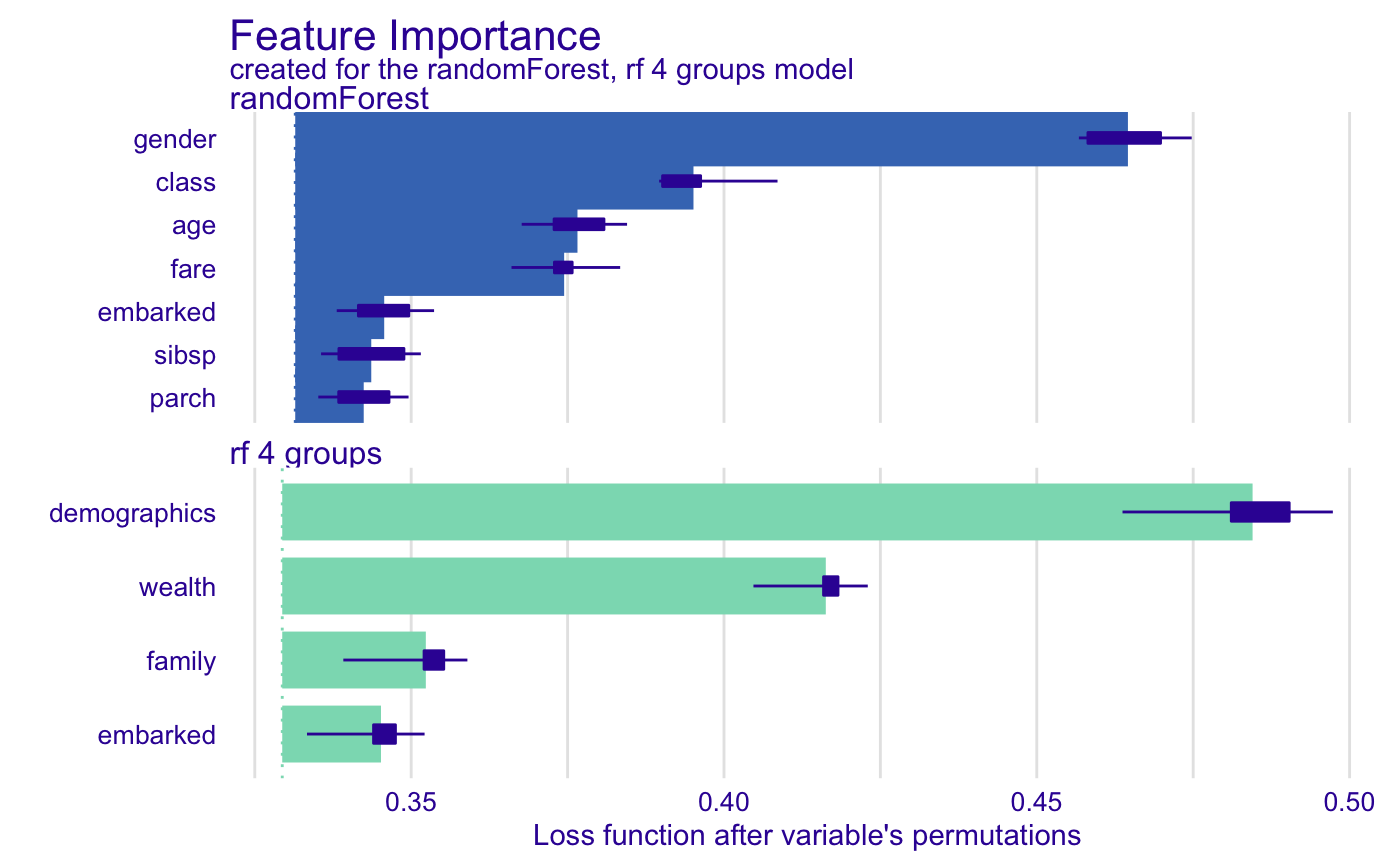 Feature Importance
created for the randomForest, rf 4 groups model
randomForest
gender
class
age
fare
embarked
sibsp
parch
rf 4 groups
demographics
wealth
family
embarked
0.35 0.40 0.45 0.50
Loss function after variable's permutations